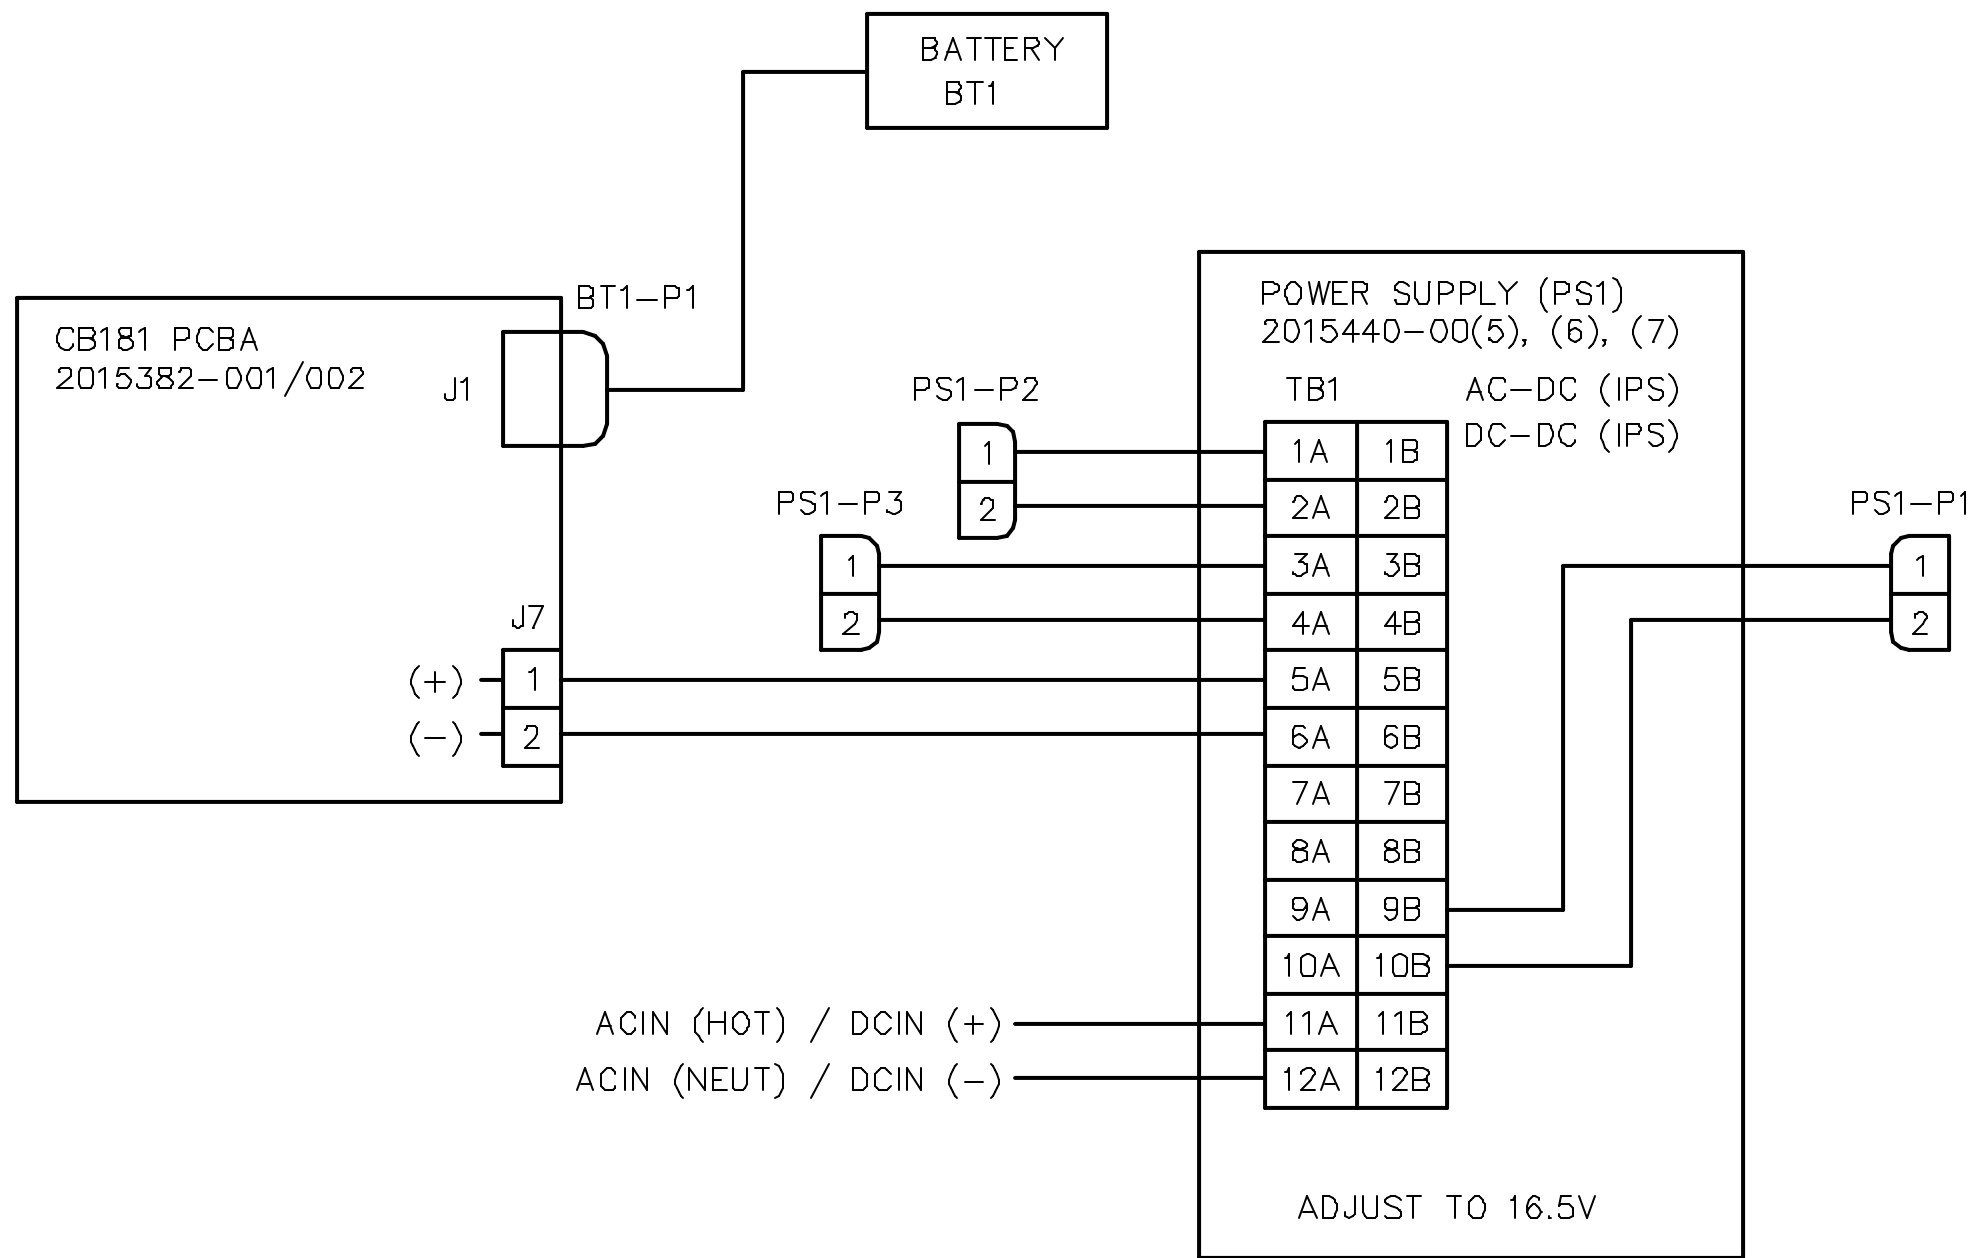 BATTERY
BT1
BT1-P1
CB181 PCBA
2015382-001/002
J1
J7
(+)
1
(-)
2
POWER SUPPLY (PS1)
2015440-00(5), (6), (7)
TB1
AC-DC (IPS)
DC-DC (IPS)
PS1-P2
1
2
PS1-P3
1
2
1A 1B
2A 2B
3A 3B
4A 4B
5A 5B
6A 6B
7A 7B
8A 8B
9A 9B
10A 10B
11A 11B
12A 12B
PS1-P1
1
2
ACIN (HOT) / DCIN (+)
ACIN (NEUT) / DCIN (-)
ADJUST TO 16.5V